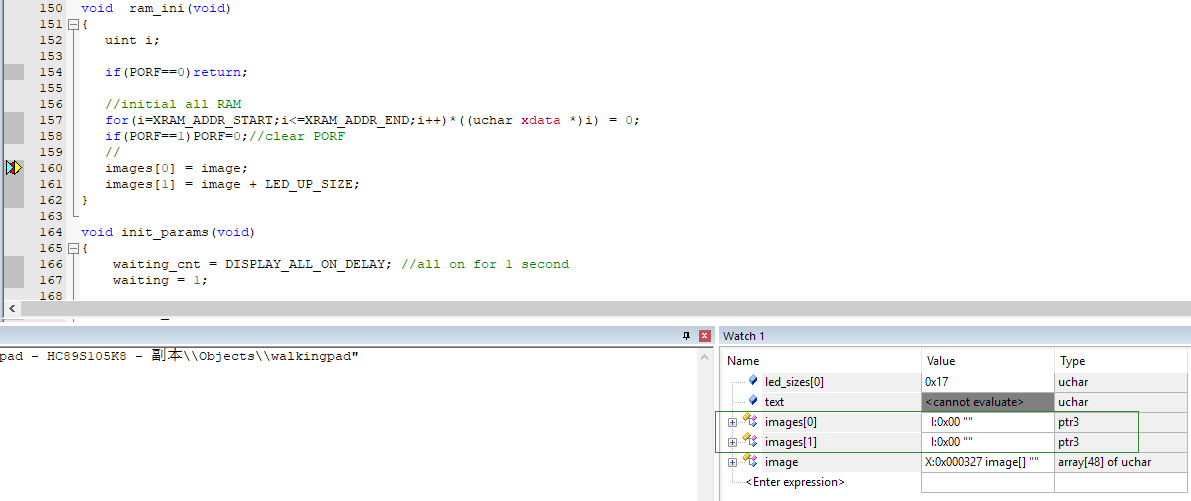 150 void  ram_ini(void)
151 {
152    uint i;
153
154    if(PORF==0)return;
155
156    //initial all RAM
157    for(i=XRAM_ADDR_START;i<=XRAM_ADDR_END;i++)*((uchar xdata *)i) = 0;
158    if(PORF==1)PORF=0;//clear PORF
159    //
160    images[0] = image;
161    images[1] = image + LED_UP_SIZE;
162 }
163
164 void init_params(void)
165 {
166     waiting_cnt = DISPLAY_ALL_ON_DELAY; //all on for 1 second
167     waiting = 1;
168
pad - HC89S105K8 - 副本\\Objects\\walkingpad"
Watch 1
Name Value Type
led_sizes[0] 0x17 uchar
text <cannot evaluate> uchar
images[0] I:0x00 "" ptr3
images[1] I:0x00 "" ptr3
image X:0x000327 image[] "" array[48] of uchar
<Enter expression>